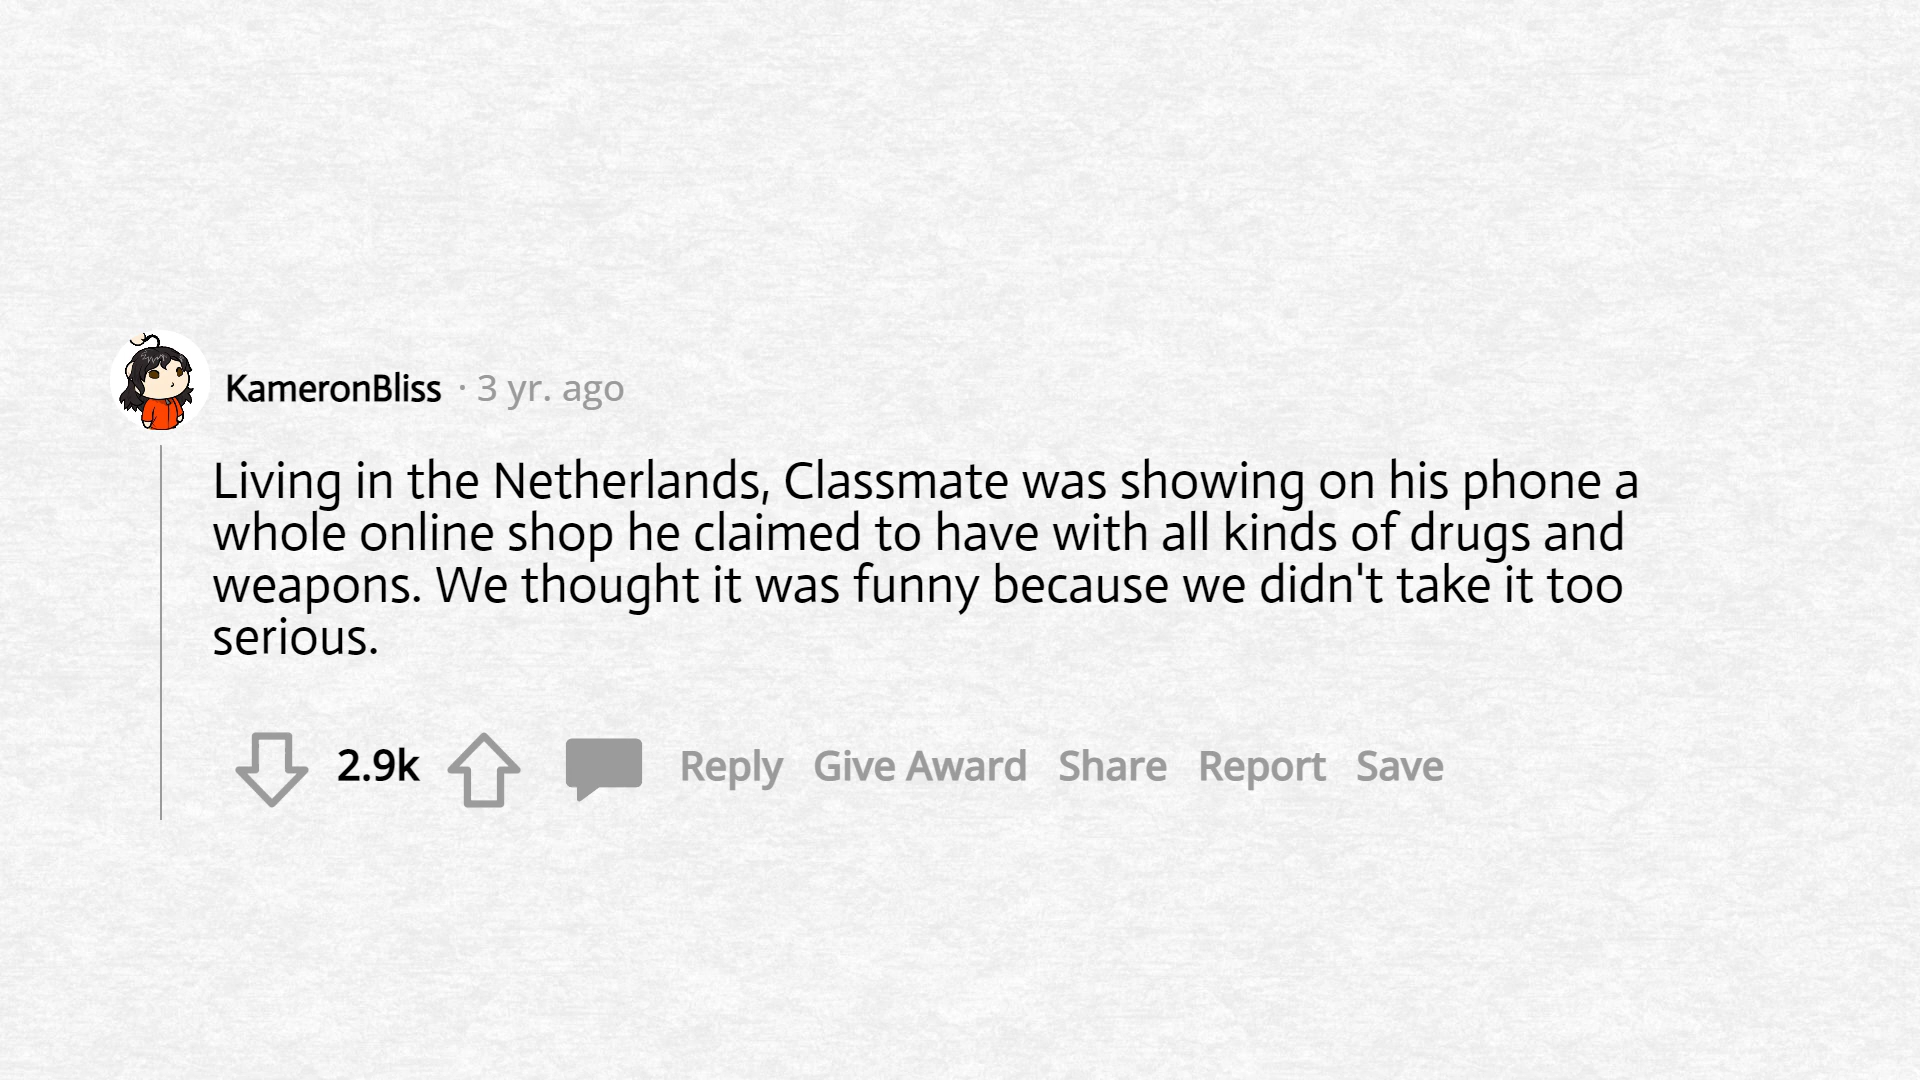 KameronBliss · 3 yr. ago
Living in the Netherlands, Classmate was showing on his phone a
whole online shop he claimed to have with all kinds of drugs and
weapons. We thought it was funny because we didn't take it too
serious.
2.9k Reply Give Award Share Report Save